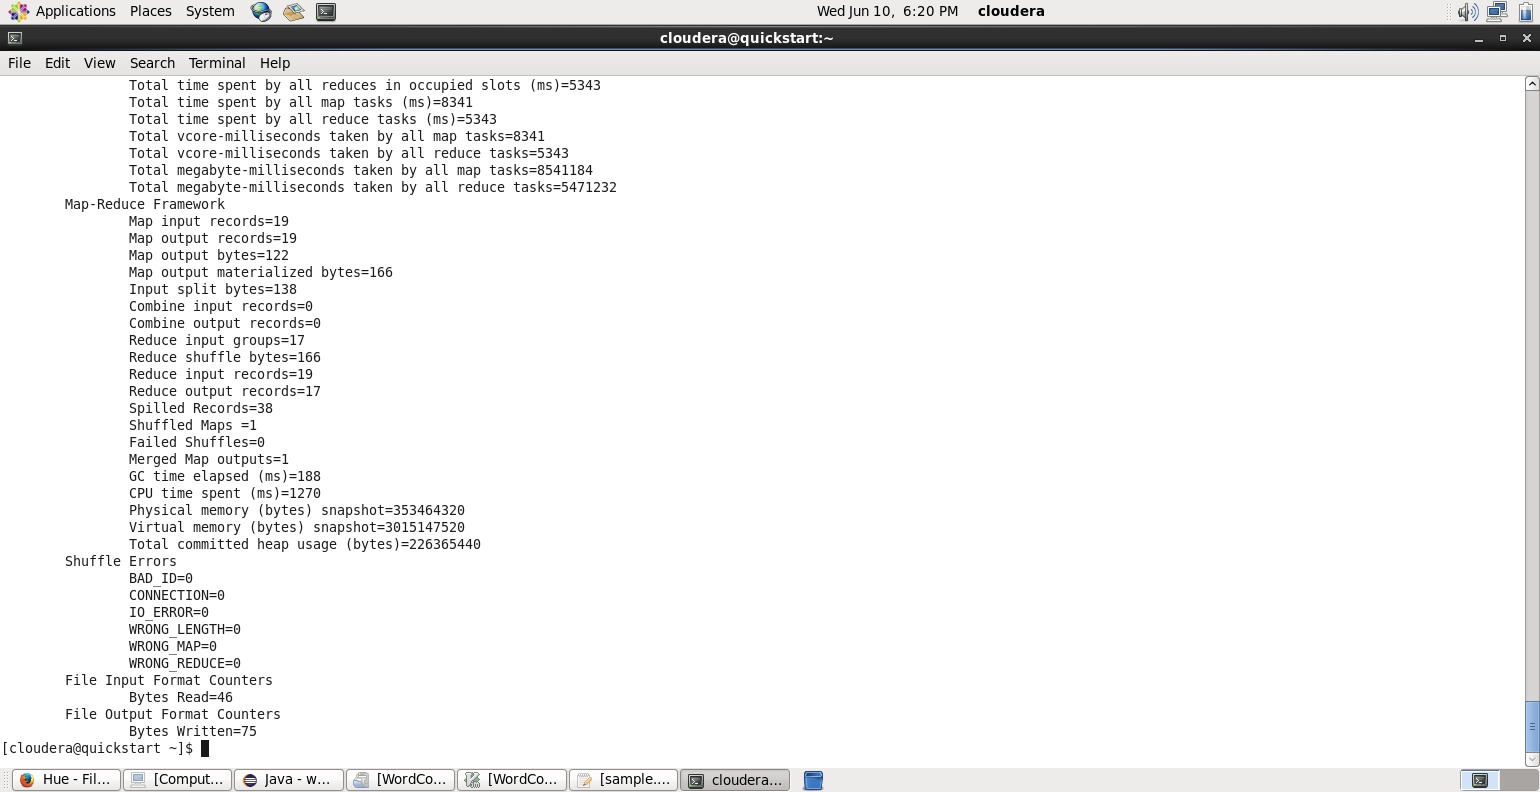 Applications Places System Wed Jun 10, 6:20 PM cloudera
cloudera@quickstart:~
File Edit View Search Terminal Help
Total time spent by all reduces in occupied slots (ms)=5343
Total time spent by all map tasks (ms)=8341
Total time spent by all reduce tasks (ms)=5343
Total vcore-milliseconds taken by all map tasks=8341
Total vcore-milliseconds taken by all reduce tasks=5343
Total megabyte-milliseconds taken by all map tasks=8541184
Total megabyte-milliseconds taken by all reduce tasks=5471232
Map-Reduce Framework
Map input records=19
Map output records=19
Map output bytes=122
Map output materialized bytes=166
Input split bytes=138
Combine input records=0
Combine output records=0
Reduce input groups=17
Reduce shuffle bytes=166
Reduce input records=19
Reduce output records=17
Spilled Records=38
Shuffled Maps =1
Failed Shuffles=0
Merged Map outputs=1
GC time elapsed (ms)=188
CPU time spent (ms)=1270
Physical memory (bytes) snapshot=353464320
Virtual memory (bytes) snapshot=3015147520
Total committed heap usage (bytes)=226365440
Shuffle Errors
BAD_ID=0
CONNECTION=0
IO_ERROR=0
WRONG_LENGTH=0
WRONG_MAP=0
WRONG_REDUCE=0
File Input Format Counters
Bytes Read=46
File Output Format Counters
Bytes Written=75
[cloudera@quickstart ~]$
Hue - Fil... [Comput... Java - w... [WordCo... [WordCo... [sample.... cloudera...